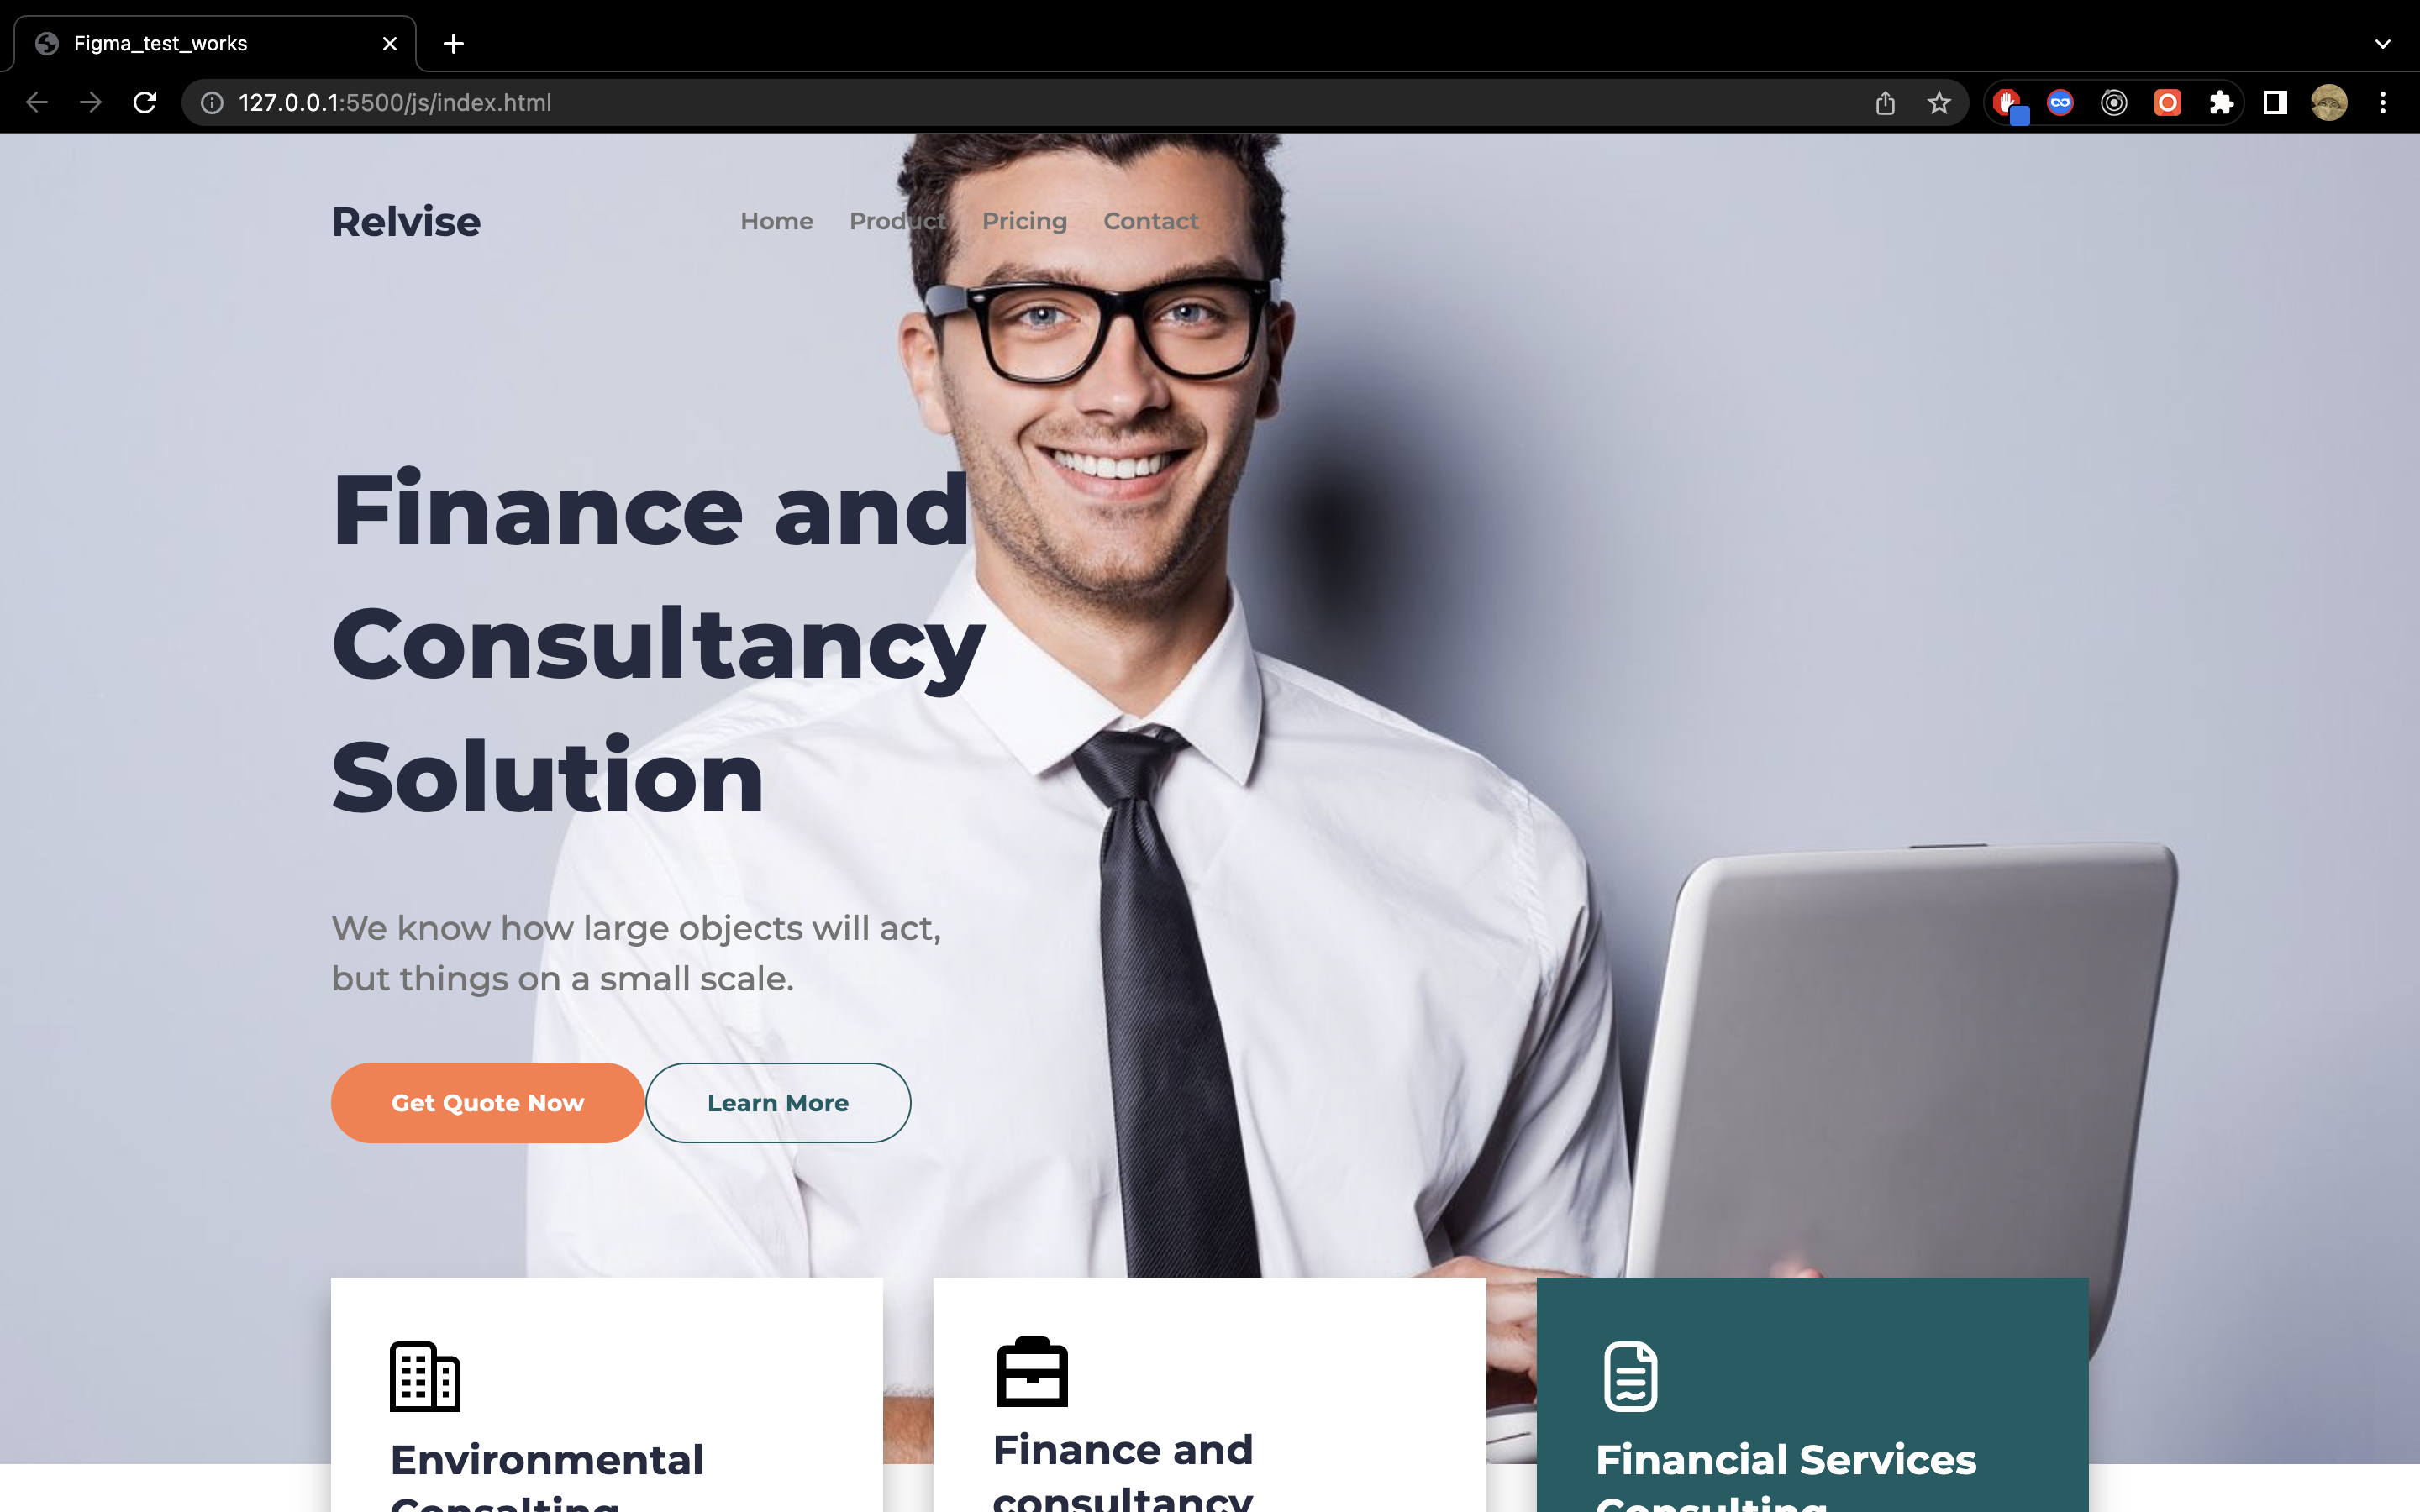 Figma_test_works
127.0.0.1:5500/js/index.html
Relvise
Home Product Pricing Contact
Finance and
Consultancy
Solution
We know how large objects will act,
but things on a small scale.
Get Quote Now Learn More
Environmental
Consalting
Finance and
consultancy
Financial Services
Consulting